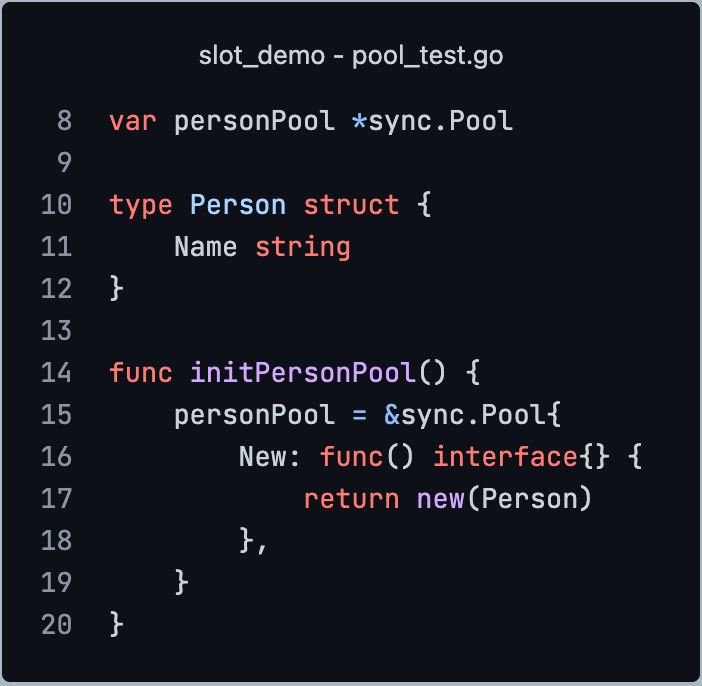 slot_demo - pool_test.go
8 var personPool *sync.Pool
9
10 type Person struct {
11     Name string
12 }
13
14 func initPersonPool() {
15     personPool = &sync.Pool{
16         New: func() interface{} {
17             return new(Person)
18         },
19     }
20 }